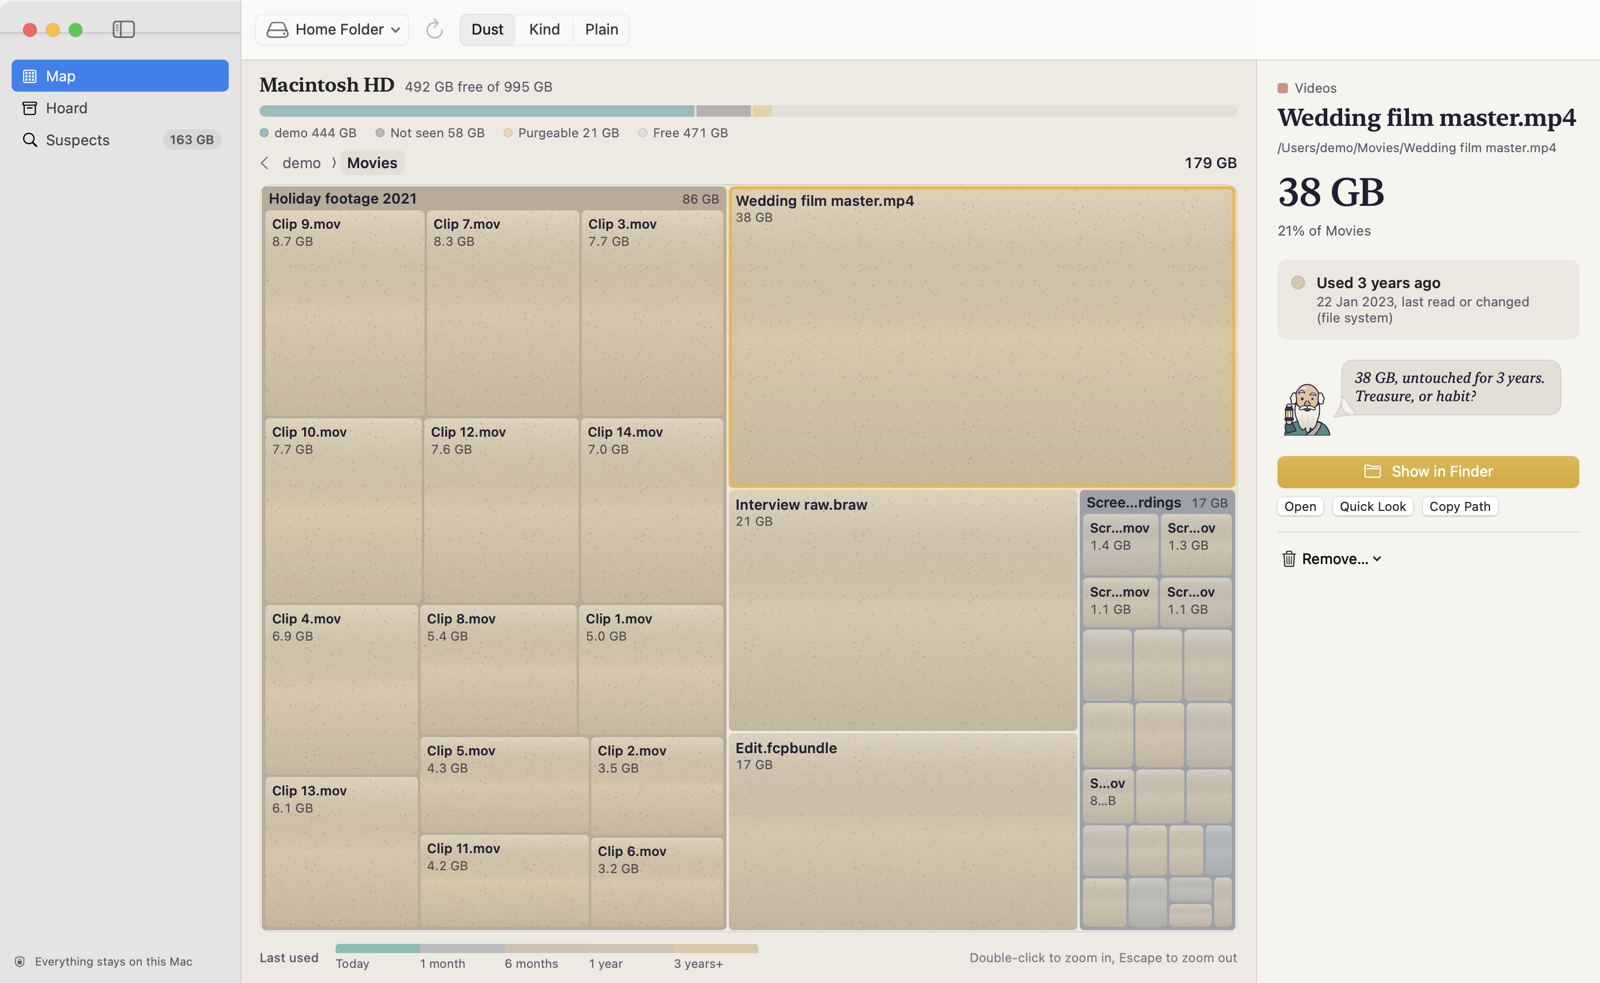 Home Folder
Dust
Kind
Plain
Map
Hoard
Suspects
163 GB
Everything stays on this Mac
Macintosh HD 492 GB free of 995 GB
demo 444 GB
Not seen 58 GB
Purgeable 21 GB
Free 471 GB
demo
Movies
179 GB
Holiday footage 2021
86 GB
Clip 9.mov
8.7 GB
Clip 7.mov
8.3 GB
Clip 3.mov
7.7 GB
Clip 10.mov
7.7 GB
Clip 12.mov
7.6 GB
Clip 14.mov
7.0 GB
Clip 4.mov
6.9 GB
Clip 8.mov
5.4 GB
Clip 1.mov
5.0 GB
Clip 5.mov
4.3 GB
Clip 2.mov
3.5 GB
Clip 13.mov
6.1 GB
Clip 11.mov
4.2 GB
Clip 6.mov
3.2 GB
Wedding film master.mp4
38 GB
Interview raw.braw
21 GB
Edit.fcpbundle
17 GB
Scree...rdings 17 GB
Scr...mov
1.4 GB
Scr...ov
1.3 GB
Scr...mov
1.1 GB
Scr...ov
1.1 GB
S...ov
8...B
Last used
Today
1 month
6 months
1 year
3 years+
Double-click to zoom in, Escape to zoom out
Videos
Wedding film master.mp4
/Users/demo/Movies/Wedding film master.mp4
38 GB
21% of Movies
Used 3 years ago
22 Jan 2023, last read or changed
(file system)
38 GB, untouched for 3 years.
Treasure, or habit?
Show in Finder
Open
Quick Look
Copy Path
Remove...